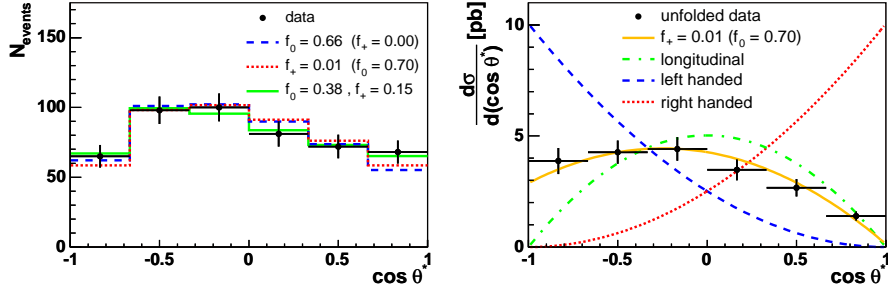 N_events
150
100
50
0
data
f_0 = 0.66 (f_+ = 0.00)
f_+ = 0.01 (f_0 = 0.70)
f_0 = 0.38 , f_+ = 0.15
-1 -0.5 0 0.5 1
cos θ*
dσ/d(cos θ*) [pb]
10
5
0
unfolded data
f_+ = 0.01 (f_0 = 0.70)
longitudinal
left handed
right handed
-1 -0.5 0 0.5 1
cos θ*